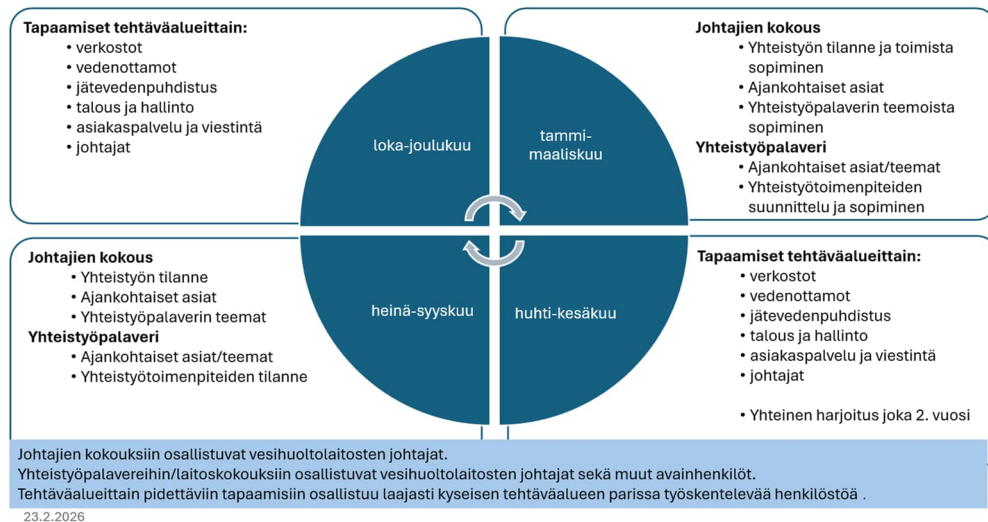 Tapaamiset tehtäväalueittain:
• verkostot
• vedenottamot
• jätevedenpuhdistus
• talous ja hallinto
• asiakaspalvelu ja viestintä
• johtajat
loka-joulukuu
tammi-
maaliskuu
Johtajien kokous
• Yhteistyön tilanne ja toimista
sopiminen
• Ajankohtaiset asiat
• Yhteistyöpalaverin teemoista
sopiminen
Yhteistyöpalaveri
• Ajankohtaiset asiat/teemat
• Yhteistyötoimenpiteiden
suunnittelu ja sopiminen
Johtajien kokous
• Yhteistyön tilanne
• Ajankohtaiset asiat
• Yhteistyöpalaverin teemat
Yhteistyöpalaveri
• Ajankohtaiset asiat/teemat
• Yhteistyötoimenpiteiden tilanne
heinä-syyskuu
huhti-kesäkuu
Tapaamiset tehtäväalueittain:
• verkostot
• vedenottamot
• jätevedenpuhdistus
• talous ja hallinto
• asiakaspalvelu ja viestintä
• johtajat
• Yhteinen harjoitus joka 2. vuosi
Johtajien kokouksiin osallistuvat vesihuoltolaitosten johtajat.
Yhteistyöpalavereihin/laitoskokouksiin osallistuvat vesihuoltolaitosten johtajat sekä muut avainhenkilöt.
Tehtäväalueittain pidettäviin tapaamisiin osallistuu laajasti kyseisen tehtäväalueen parissa työskentelevää henkilöstöä .
23.2.2026